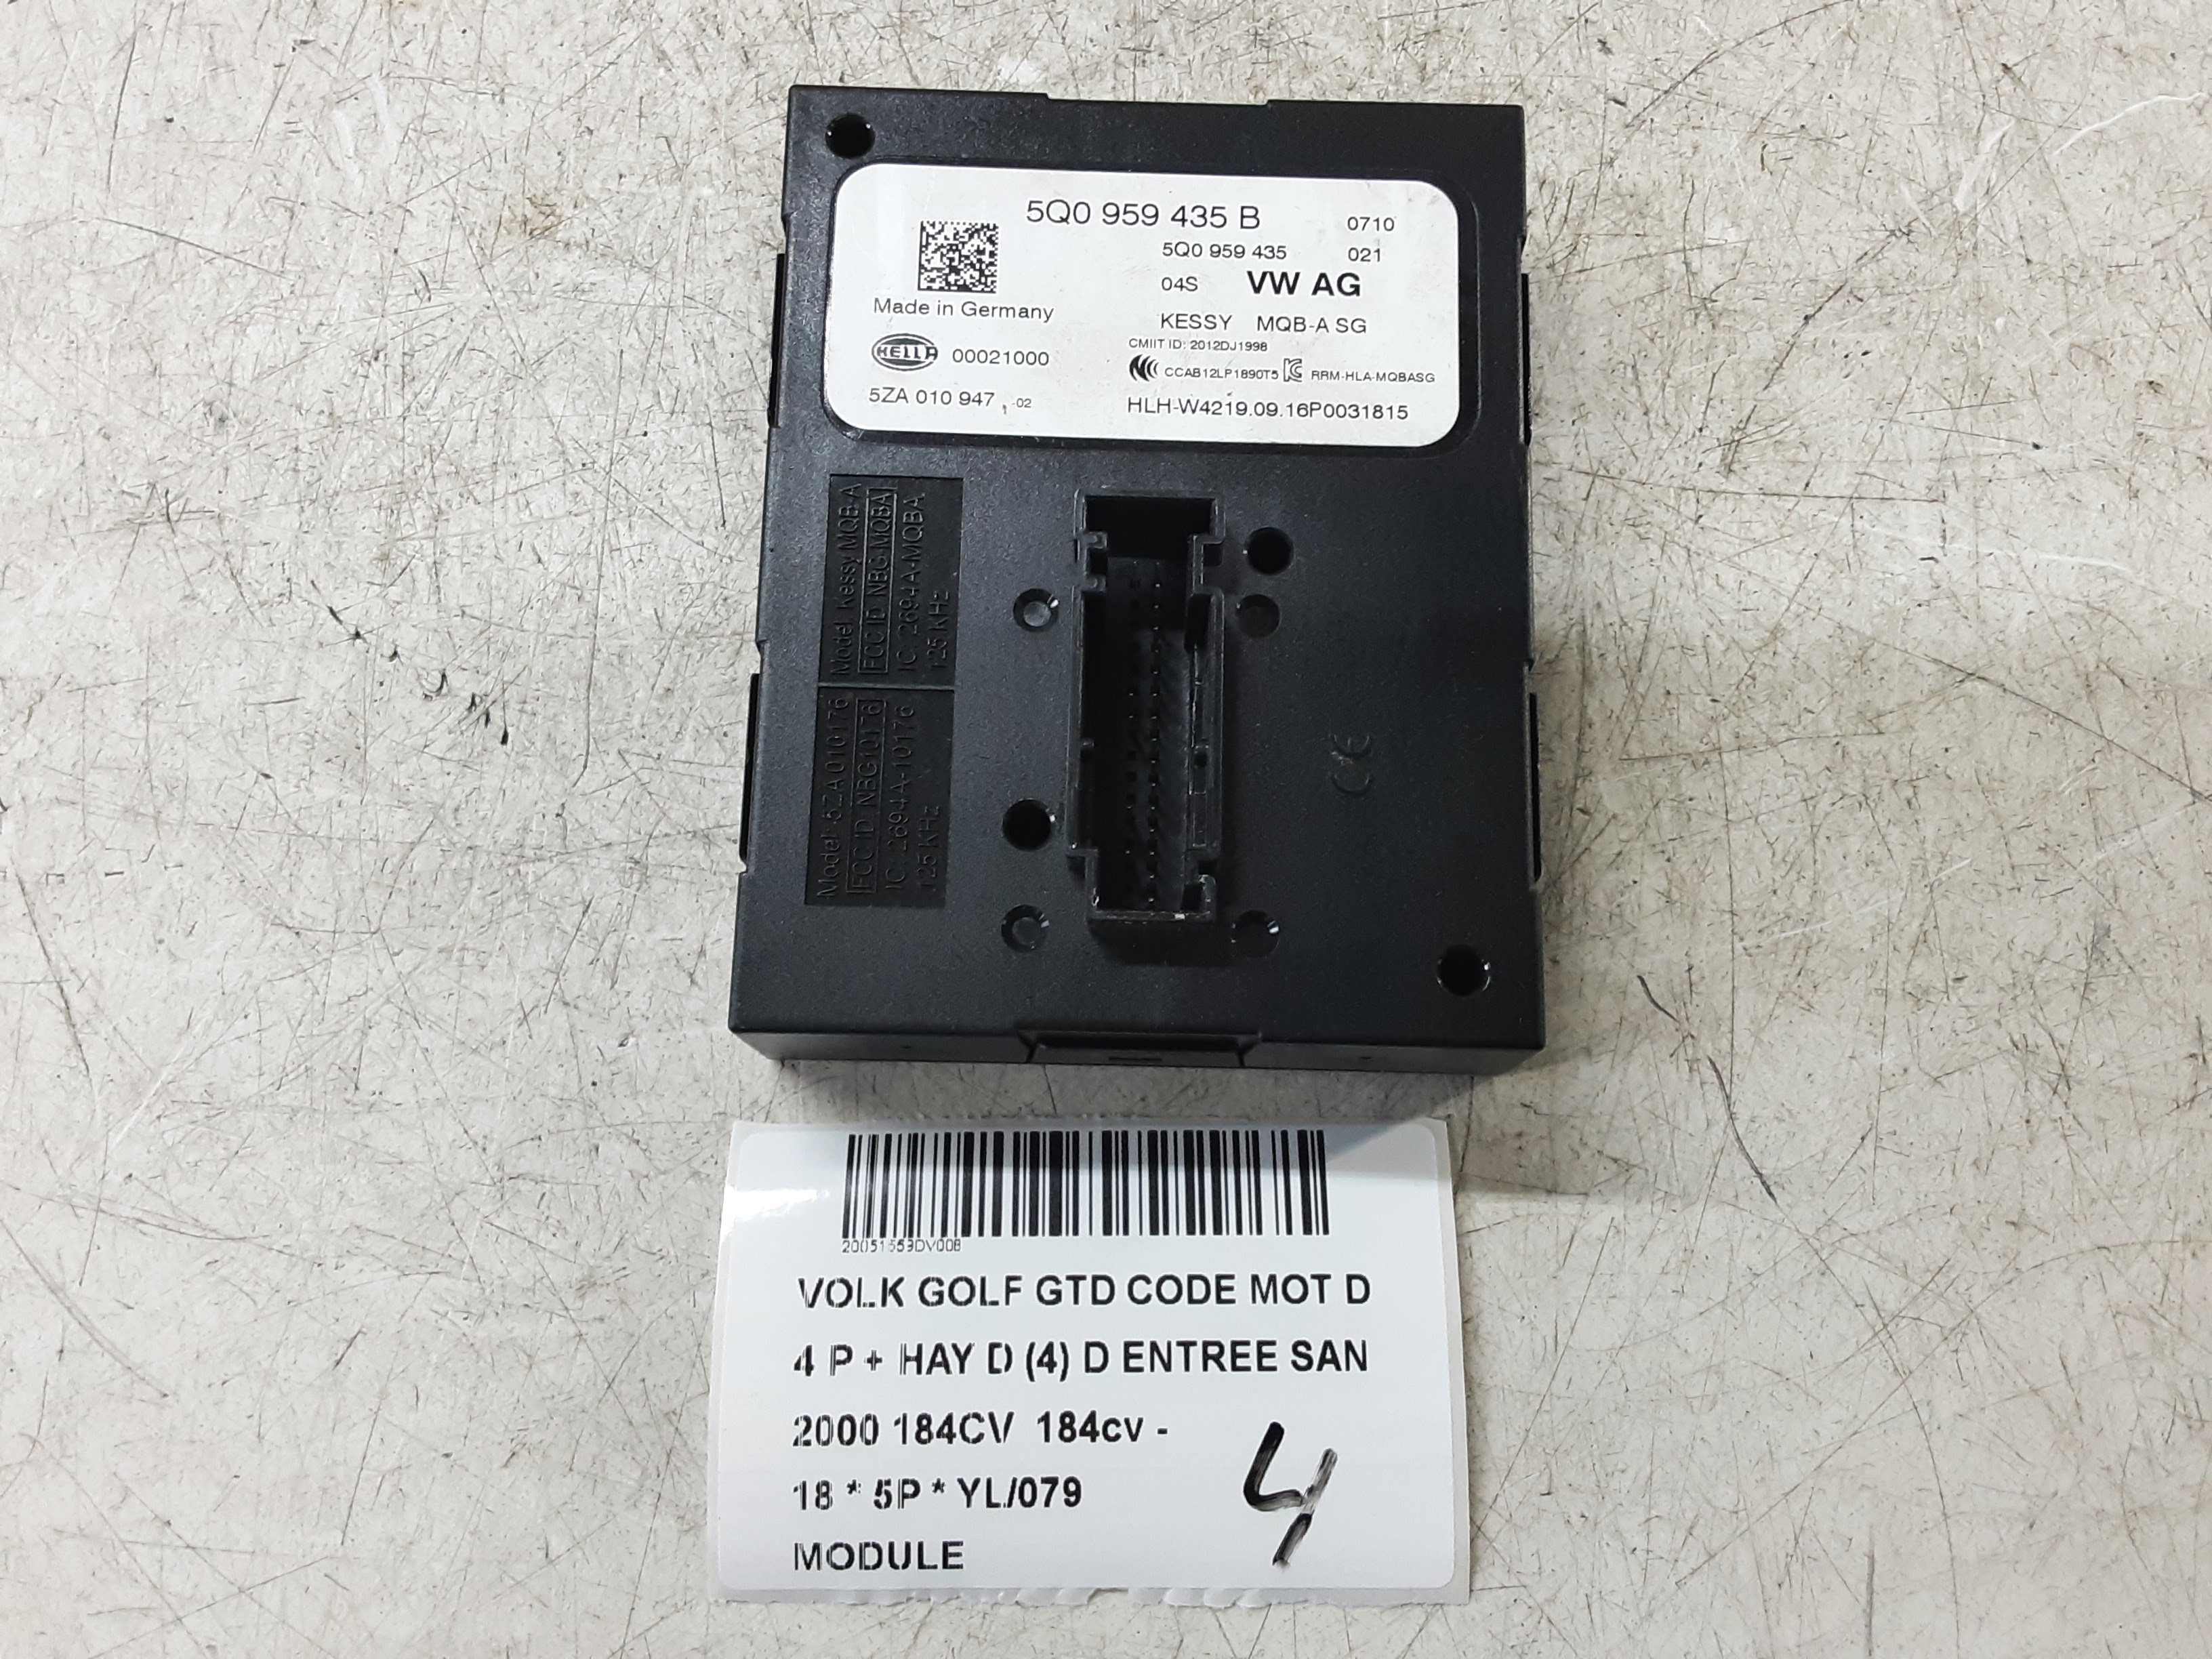 5Q0 959 435 B 0710
5Q0 959 435 021
04S VW AG
Made in Germany
KESSY MQB-A SG
CMIIT ID: 2012DJ1998
HELLA 00021000
CCAB12LP1890T5 RRM-HLA-MQBASG
5ZA 010 947 -02
HLH-W4219.09.16P0031815
Model Kessy MQB-A
FCC ID NBG-MQBA
IC 2694A-MQBA
125 KHz
Model 5ZA010176
FCC ID NBG10176
IC 2694A-10176
125 KHz
CE
20051559DV008
VOLK GOLF GTD CODE MOT D
4 P + HAY D (4) D ENTREE SAN
2000 184CV 184cv -
18 * 5P * YL/079
MODULE
4